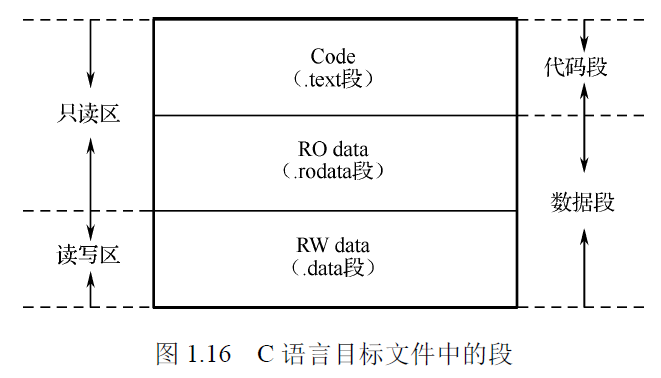 Code
（.text段）
代码段
只读区
RO data
（.rodata段）
数据段
读写区
RW data
（.data段）
图 1.16 C 语言目标文件中的段